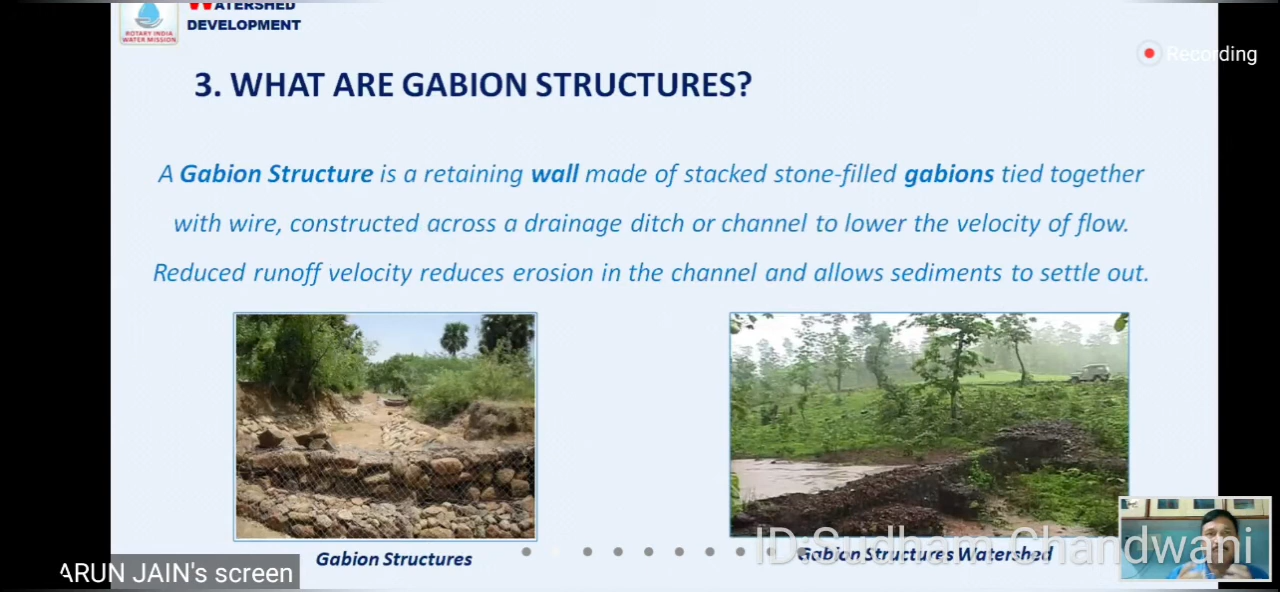 WATERSHED
DEVELOPMENT
ROTARY INDIA
WATER MISSION
Recording
3. WHAT ARE GABION STRUCTURES?
A Gabion Structure is a retaining wall made of stacked stone-filled gabions tied together
with wire, constructed across a drainage ditch or channel to lower the velocity of flow.
Reduced runoff velocity reduces erosion in the channel and allows sediments to settle out.
Gabion Structures
Gabion Structures Watershed
ID:Sudham Chandwani
ARUN JAIN's screen